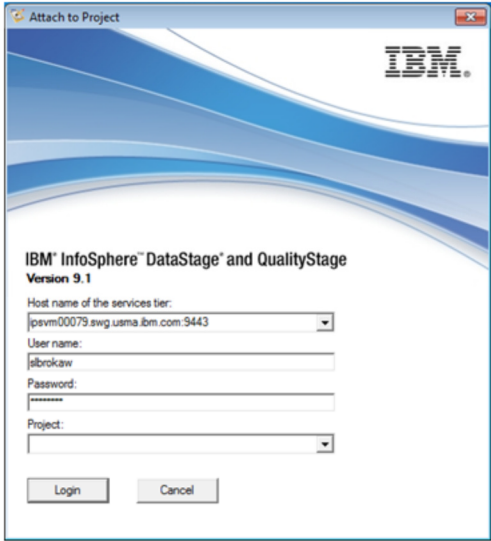 Attach to Project
IBM.
IBM® InfoSphere™ DataStage® and QualityStage
Version 9.1
Host name of the services tier:
ipsvm00079.swg.usma.ibm.com:9443
User name:
slbrokaw
Password:
********
Project:
Login Cancel